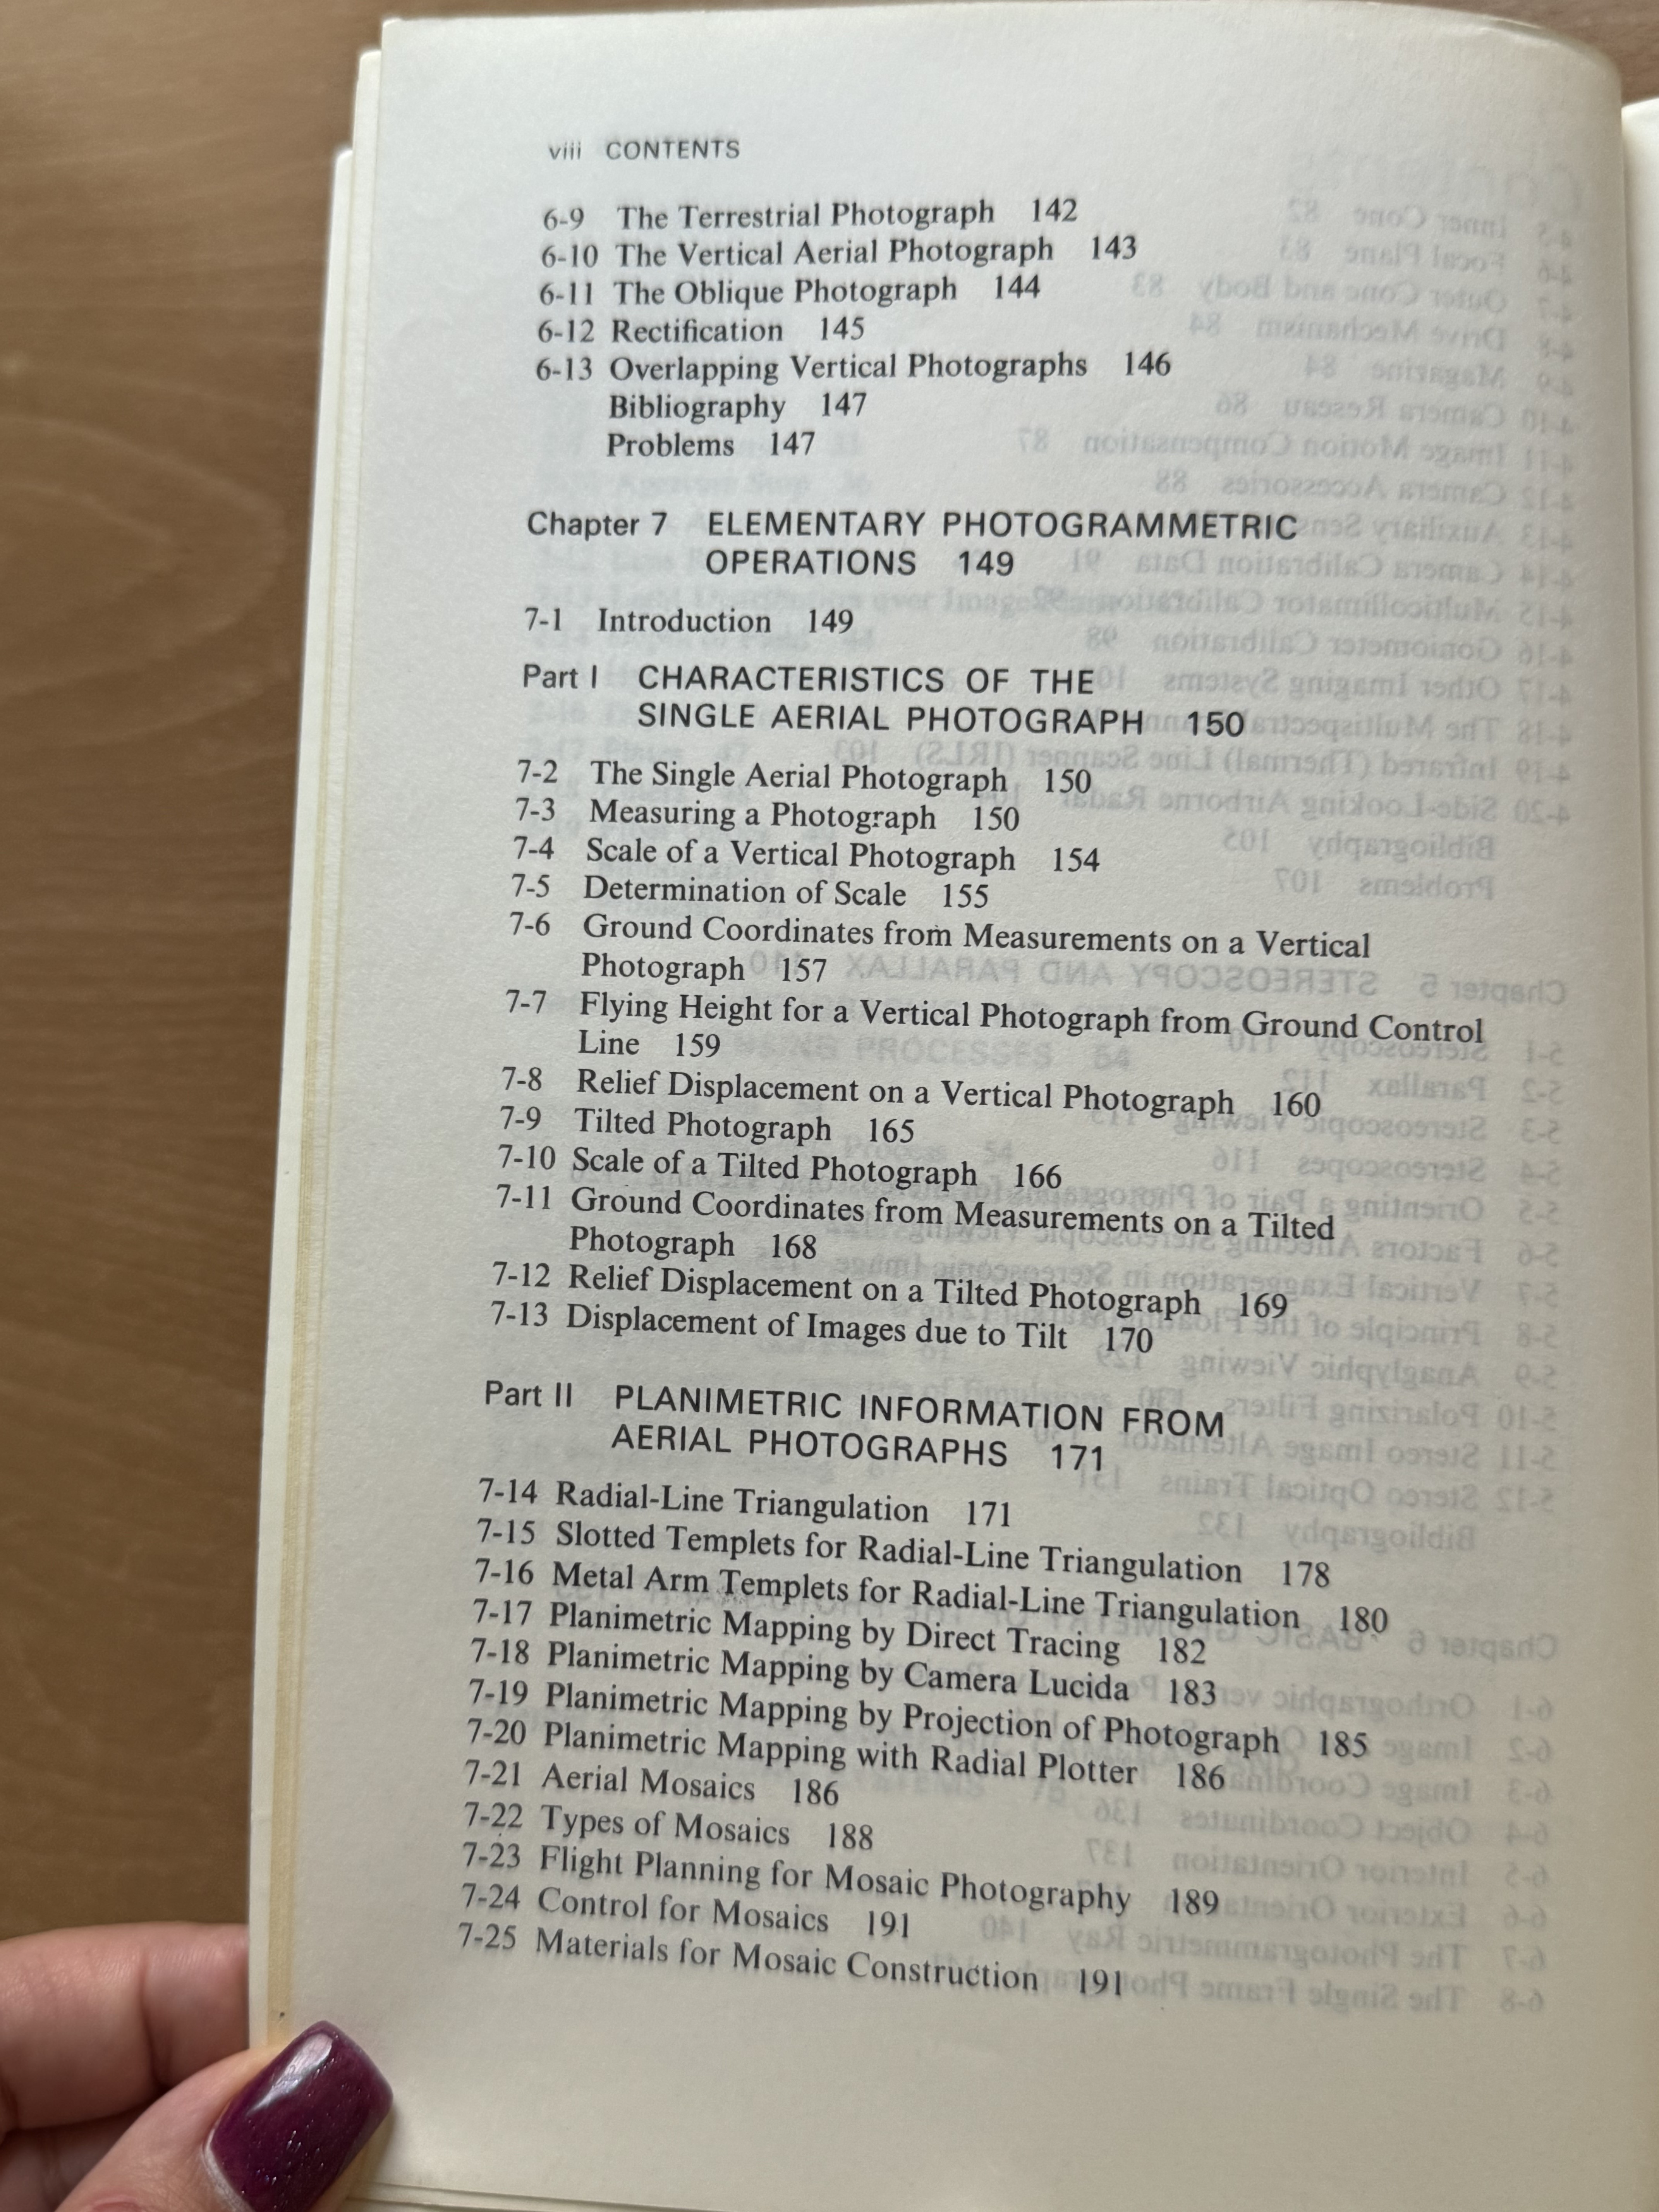 viii CONTENTS
6-9 The Terrestrial Photograph 142
6-10 The Vertical Aerial Photograph 143
6-11 The Oblique Photograph 144
6-12 Rectification 145
6-13 Overlapping Vertical Photographs 146
Bibliography 147
Problems 147
Chapter 7 ELEMENTARY PHOTOGRAMMETRIC
OPERATIONS 149
7-1 Introduction 149
Part I CHARACTERISTICS OF THE
SINGLE AERIAL PHOTOGRAPH 150
7-2 The Single Aerial Photograph 150
7-3 Measuring a Photograph 150
7-4 Scale of a Vertical Photograph 154
7-5 Determination of Scale 155
7-6 Ground Coordinates from Measurements on a Vertical
Photograph 157
7-7 Flying Height for a Vertical Photograph from Ground Control
Line 159
7-8 Relief Displacement on a Vertical Photograph 160
7-9 Tilted Photograph 165
7-10 Scale of a Tilted Photograph 166
7-11 Ground Coordinates from Measurements on a Tilted
Photograph 168
7-12 Relief Displacement on a Tilted Photograph 169
7-13 Displacement of Images due to Tilt 170
Part II PLANIMETRIC INFORMATION FROM
AERIAL PHOTOGRAPHS 171
7-14 Radial-Line Triangulation 171
7-15 Slotted Templets for Radial-Line Triangulation 178
7-16 Metal Arm Templets for Radial-Line Triangulation 180
7-17 Planimetric Mapping by Direct Tracing 182
7-18 Planimetric Mapping by Camera Lucida 183
7-19 Planimetric Mapping by Projection of Photograph 185
7-20 Planimetric Mapping with Radial Plotter 186
7-21 Aerial Mosaics 186
7-22 Types of Mosaics 188
7-23 Flight Planning for Mosaic Photography 189
7-24 Control for Mosaics 191
7-25 Materials for Mosaic Construction 191